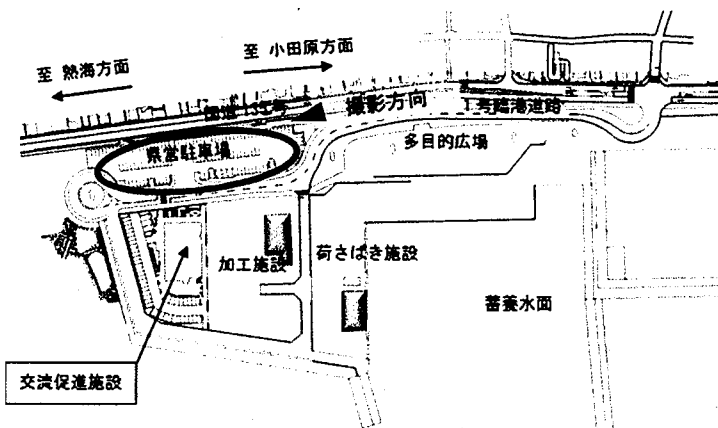 至 小田原方面
至 熱海方面
国道135号
撮影方向
1号臨港道路
県営駐車場
多目的広場
加工施設
荷さばき施設
蓄養水面
交流促進施設